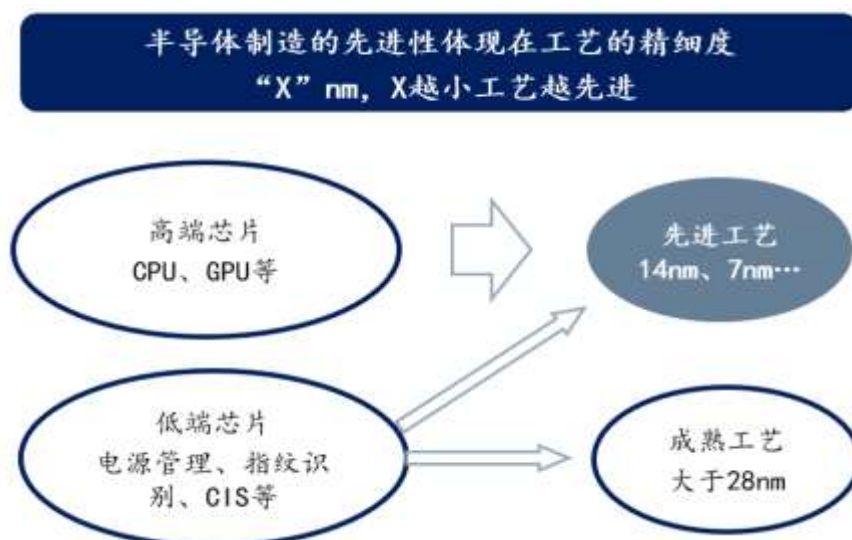 半导体制造的先进性体现在工艺的精细度
“X”nm, X越小工艺越先进
高端芯片
CPU、GPU等
先进工艺
14nm、7nm…
低端芯片
电源管理、指纹识
别、CIS等
成熟工艺
大于28nm